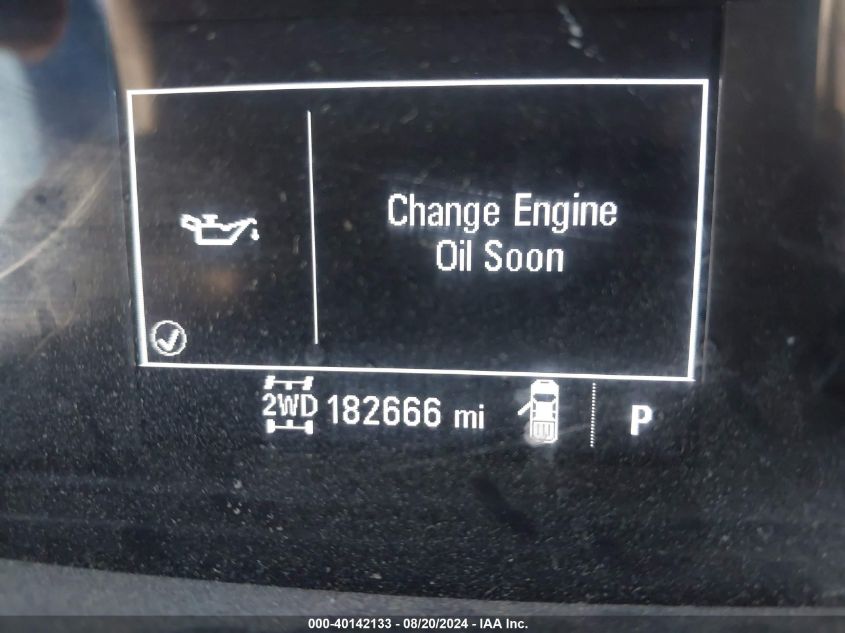 Change Engine
Oil Soon
2WD 182666 mi P
000-40142133 - 08/20/2024 - IAA Inc.